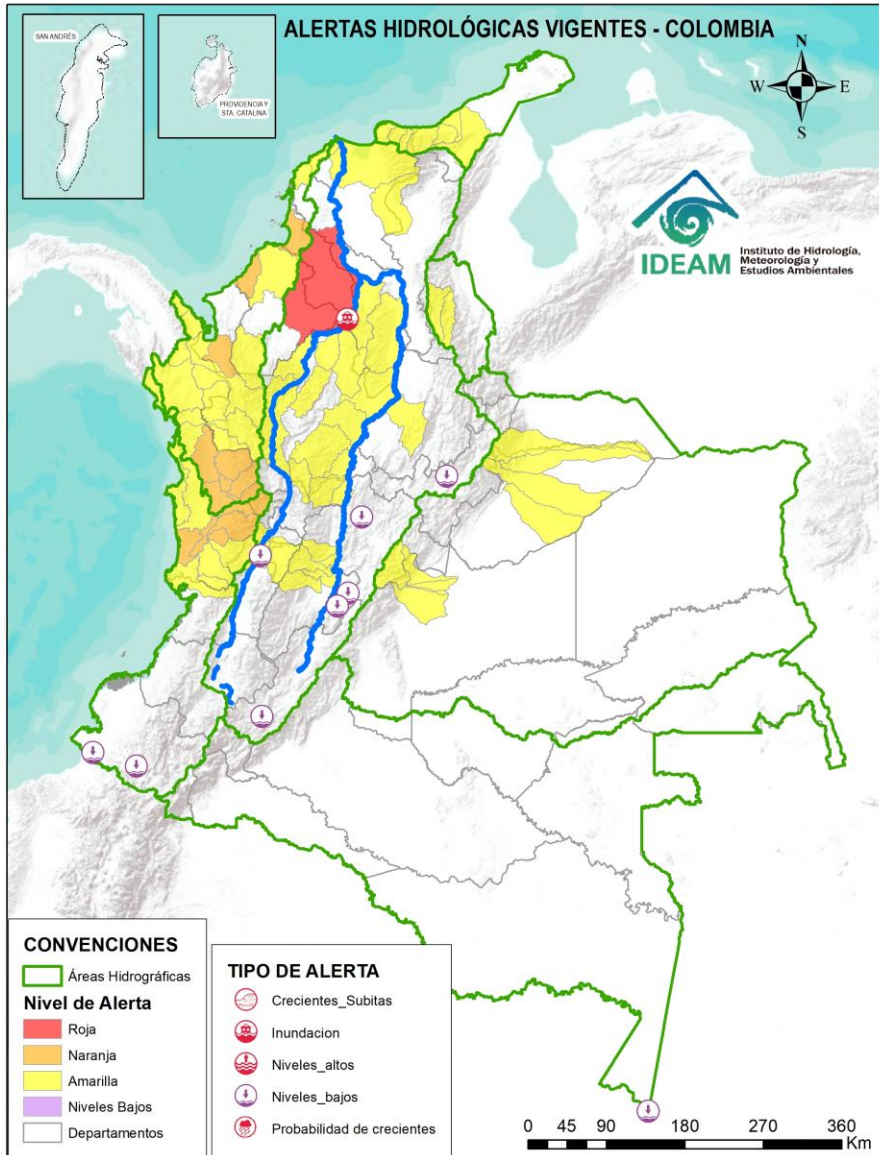 ALERTAS HIDROLÓGICAS VIGENTES - COLOMBIA
SAN ANDRÉS
PROVIDENCIA Y
STA. CATALINA
N
W
E
S
IDEAM
Instituto de Hidrología,
Meteorología y
Estudios Ambientales
CONVENCIONES
Áreas Hidrográficas
Nivel de Alerta
Roja
Naranja
Amarilla
Niveles Bajos
Departamentos
TIPO DE ALERTA
Crecientes_Subitas
Inundacion
Niveles_altos
Niveles_bajos
Probabilidad de crecientes
0 45 90 180 270 360
Km